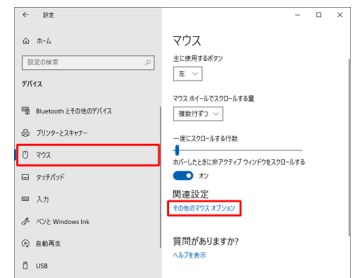 設定
ホーム
設定の検索
デバイス
Bluetooth とその他のデバイス
プリンターとスキャナー
マウス
タッチパッド
入力
ペンと Windows Ink
自動再生
USB
マウス
主に使用するボタン
左
マウス ホイールでスクロールする量
複数行ずつ
一度にスクロールする行数
ホバーしたときに非アクティブ ウィンドウをスクロールする
オン
関連設定
その他のマウス オプション
質問がありますか?
ヘルプを表示